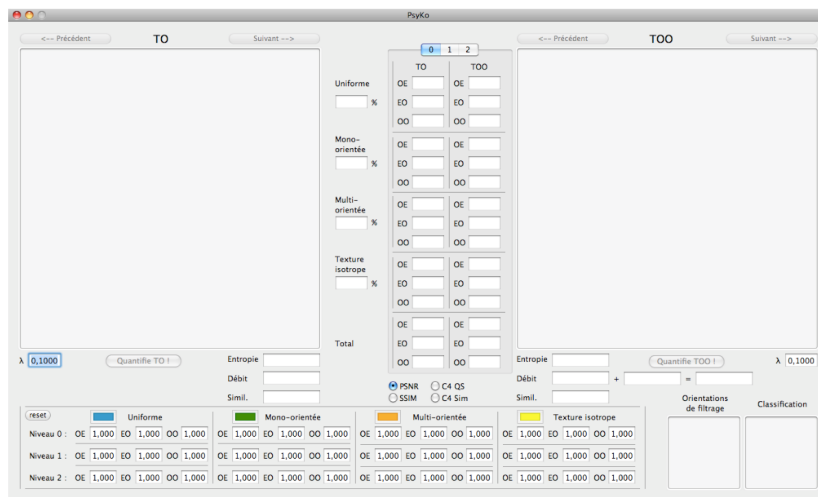 PsyKo
<-- Précédent TO Suivant --> <-- Précédent TOO Suivant -->
0 1 2
TO TOO
Uniforme OE OE
% EO EO
OO OO
Mono-
orientée OE OE
% EO EO
OO OO
Multi-
orientée OE OE
% EO EO
OO OO
Texture
isotrope OE OE
% EO EO
OO OO
OE OE
Total EO EO
OO OO
λ 0,1000 Quantifie TO ! Entropie Entropie Quantifie TOO ! λ 0,1000
Débit Débit + =
PSNR C4 QS
Simil. SSIM C4 Sim Simil.
Orientations
de filtrage Classification
reset Uniforme Mono-orientée Multi-orientée Texture isotrope
Niveau 0 : OE 1,000 EO 1,000 OO 1,000 OE 1,000 EO 1,000 OO 1,000 OE 1,000 EO 1,000 OO 1,000 OE 1,000 EO 1,000 OO 1,000
Niveau 1 : OE 1,000 EO 1,000 OO 1,000 OE 1,000 EO 1,000 OO 1,000 OE 1,000 EO 1,000 OO 1,000 OE 1,000 EO 1,000 OO 1,000
Niveau 2 : OE 1,000 EO 1,000 OO 1,000 OE 1,000 EO 1,000 OO 1,000 OE 1,000 EO 1,000 OO 1,000 OE 1,000 EO 1,000 OO 1,000